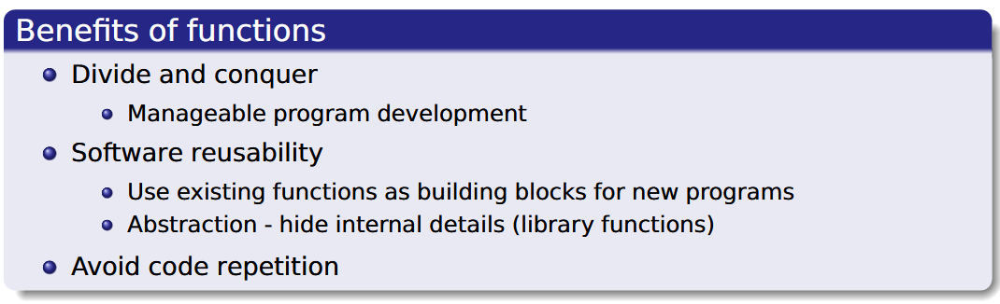 Benefits of functions
Divide and conquer
Manageable program development
Software reusability
Use existing functions as building blocks for new programs
Abstraction - hide internal details (library functions)
Avoid code repetition